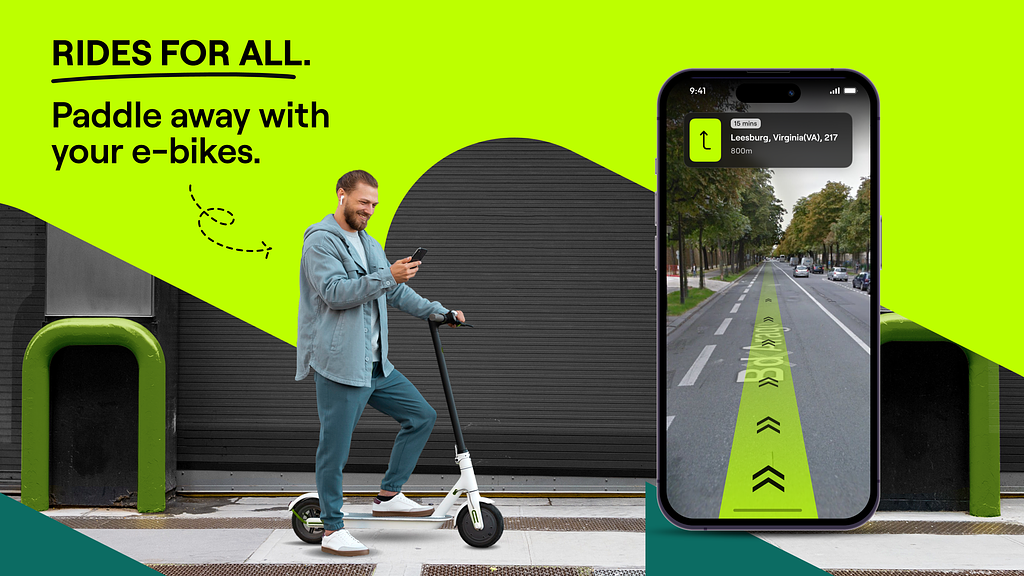 RIDES FOR ALL.
Paddle away with
your e-bikes.
9:41
15 mins
Leesburg, Virginia(VA), 217
800m